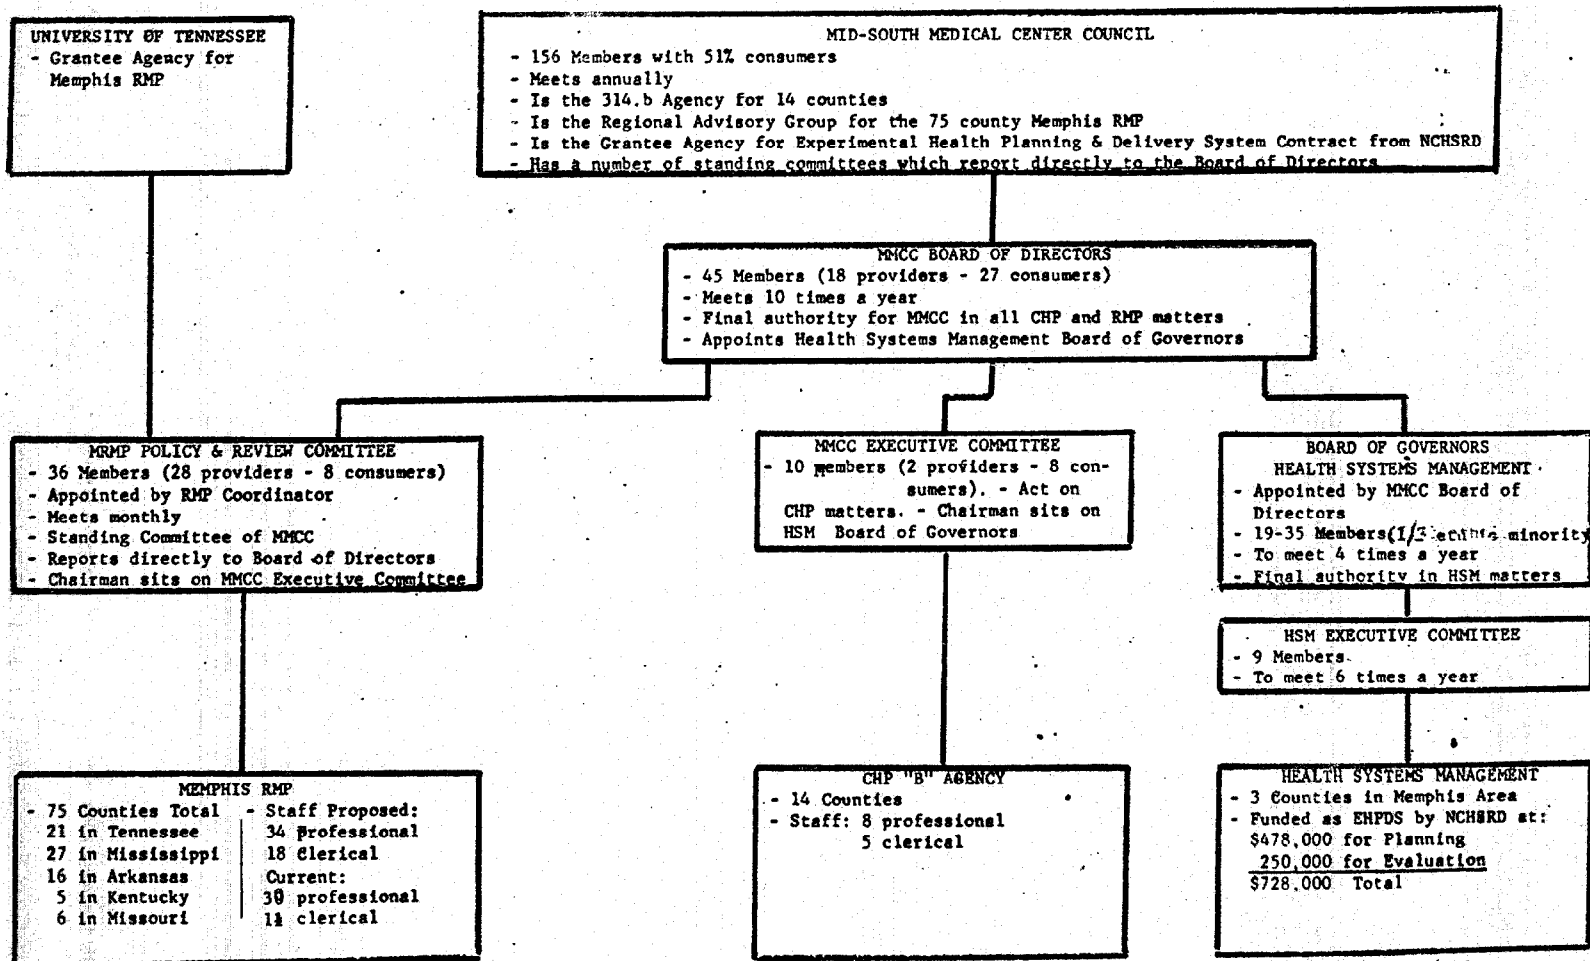 UNIVERSITY OF TENNESSEE
- Grantee Agency for
Memphis RMP
MID-SOUTH MEDICAL CENTER COUNCIL
- 156 Members with 51% consumers
- Meets annually
- Is the 314.b Agency for 14 counties
- Is the Regional Advisory Group for the 75 county Memphis RMP
- Is the Grantee Agency for Experimental Health Planning & Delivery System Contract from NCHSRD
- Has a number of standing committees which report directly to the Board of Directors
MMCC BOARD OF DIRECTORS
- 45 Members (18 providers - 27 consumers)
- Meets 10 times a year
- Final authority for MMCC in all CHP and RMP matters
- Appoints Health Systems Management Board of Governors
MRMP POLICY & REVIEW COMMITTEE
- 36 Members (28 providers - 8 consumers)
- Appointed by RMP Coordinator
- Meets monthly
- Standing Committee of MMCC
- Reports directly to Board of Directors
- Chairman sits on MMCC Executive Committee
MMCC EXECUTIVE COMMITTEE
- 10 members (2 providers - 8 con-
sumers). - Act on
CHP matters. - Chairman sits on
HSM Board of Governors
BOARD OF GOVERNORS
HEALTH SYSTEMS MANAGEMENT
- Appointed by MMCC Board of
Directors
- 19-35 Members(1/3 minority
- To meet 4 times a year
- Final authority in HSM matters
HSM EXECUTIVE COMMITTEE
- 9 Members
- To meet 6 times a year
MEMPHIS RMP
- 75 Counties Total
21 in Tennessee
27 in Mississippi
16 in Arkansas
5 in Kentucky
6 in Missouri
- Staff Proposed:
34 professional
18 Clerical
Current:
30 professional
11 clerical
CHP "B" AGENCY
- 14 Counties
- Staff: 8 professional
5 clerical
HEALTH SYSTEMS MANAGEMENT
- 3 Counties in Memphis Area
- Funded as EHPDS by NCHSRD at:
$478,000 for Planning
250,000 for Evaluation
$728,000 Total